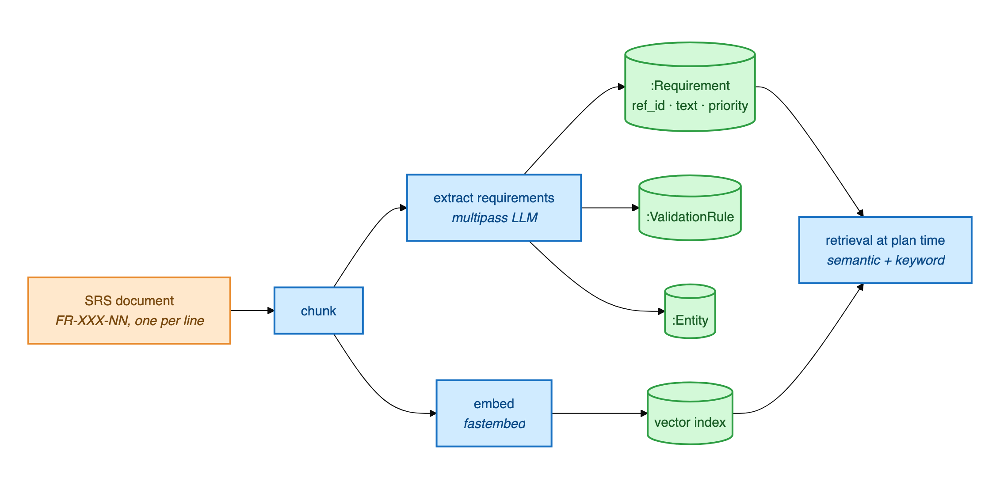 SRS document
FR-XXX-NN, one per line
chunk
extract requirements
multipass LLM
embed
fastembed
:Requirement
ref_id · text · priority
:ValidationRule
:Entity
vector index
retrieval at plan time
semantic + keyword